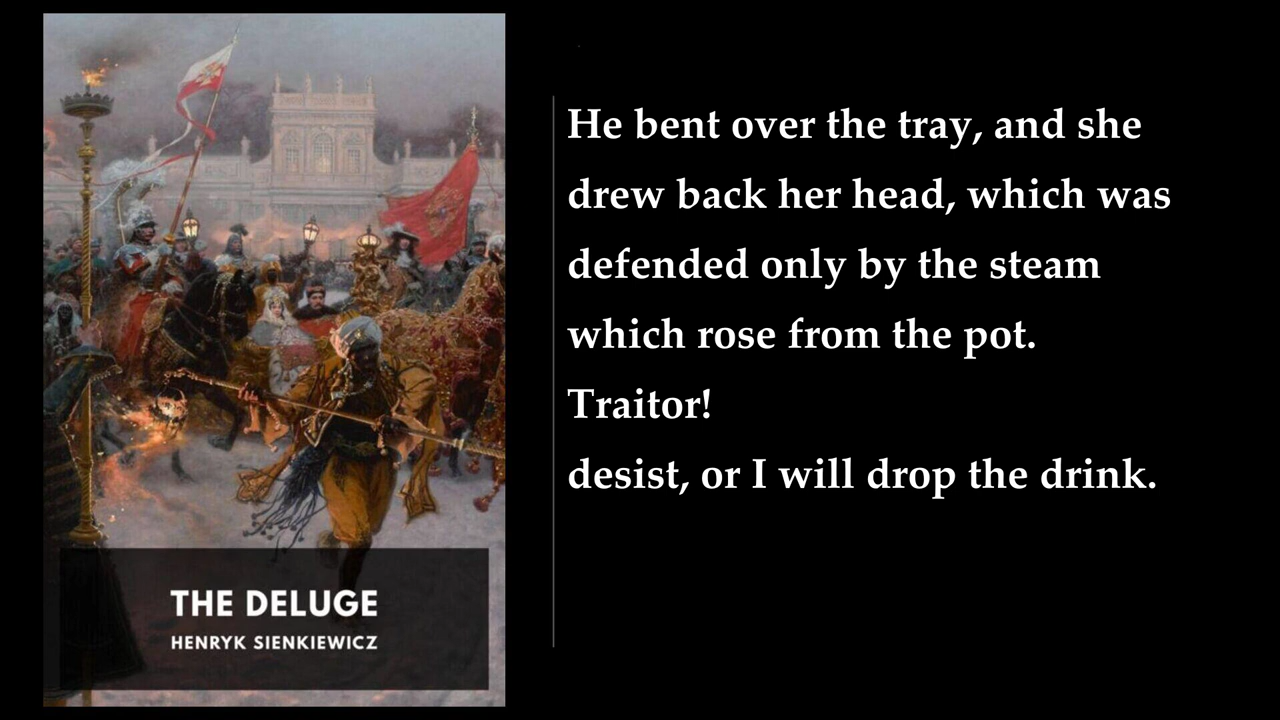 THE DELUGE
HENRYK SIENKIEWICZ
He bent over the tray, and she
drew back her head, which was
defended only by the steam
which rose from the pot.
Traitor!
desist, or I will drop the drink.